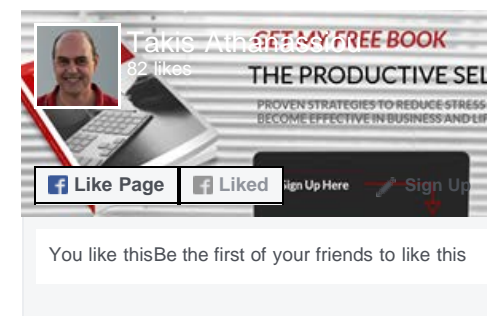 Takis Athanassiou
GET MY FREE BOOK
82 likes
THE PRODUCTIVE SEL
PROVEN STRATEGIES TO REDUCE STRESS
BECOME EFFECTIVE IN BUSINESS AND LIF
Like Page
Liked
Sign Up Here
Sign Up
You like thisBe the first of your friends to like this